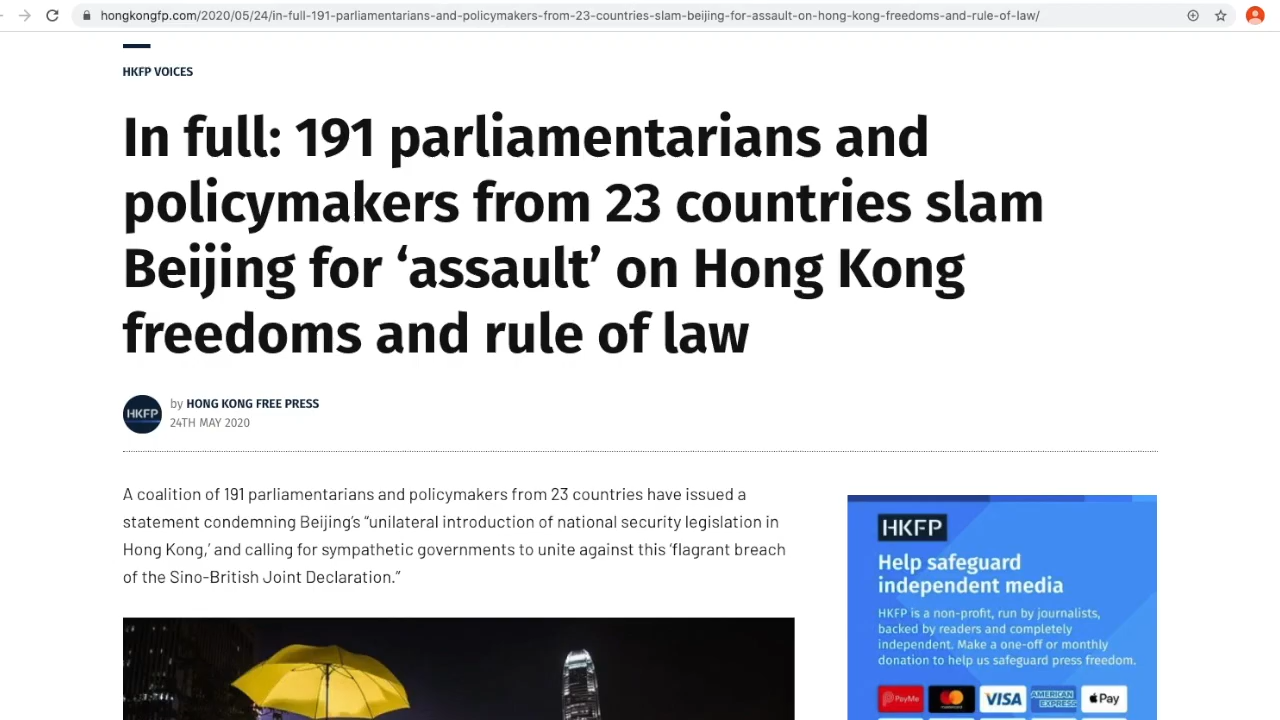 hongkongfp.com/2020/05/24/in-full-191-parliamentarians-and-policymakers-from-23-countries-slam-beijing-for-assault-on-hong-kong-freedoms-and-rule-of-law/
HKFP VOICES
In full: 191 parliamentarians and
policymakers from 23 countries slam
Beijing for ‘assault’ on Hong Kong
freedoms and rule of law
HKFP
by HONG KONG FREE PRESS
24TH MAY 2020
A coalition of 191 parliamentarians and policymakers from 23 countries have issued a
statement condemning Beijing’s “unilateral introduction of national security legislation in
Hong Kong,’ and calling for sympathetic governments to unite against this ‘flagrant breach
of the Sino-British Joint Declaration.”
HKFP
Help safeguard
independent media
HKFP is a non-profit, run by journalists,
backed by readers and completely
independent. Make a one-off or monthly
donation to help us safeguard press freedom.
PayMe mastercard VISA AMERICAN EXPRESS Pay